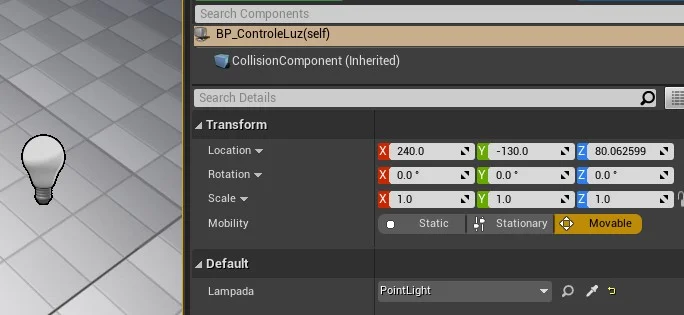 Search Components
BP_ControleLuz(self)
CollisionComponent (Inherited)
Search Details
Transform
Location X 240.0 Y -130.0 Z 80.062599
Rotation X 0.0 ° Y 0.0 ° Z 0.0 °
Scale X 1.0 Y 1.0 Z 1.0
Mobility Static Stationary Movable
Default
Lampada PointLight